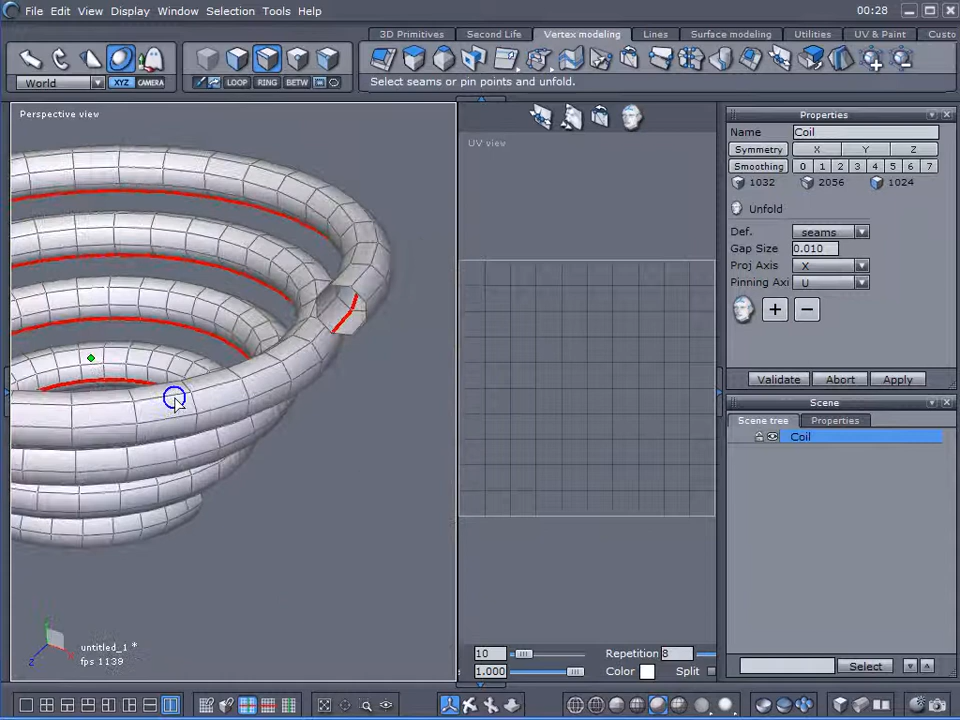 File Edit View Display Window Selection Tools Help
00:28
3D Primitives Second Life Vertex modeling Lines Surface modeling Utilities UV & Paint Custo
World XYZ CAMERA LOOP RING BETW
Select seams or pin points and unfold.
Perspective view
UV view
Properties
Name Coil
Symmetry X Y Z
Smoothing 0 1 2 3 4 5 6 7
1032 2056 1024
Unfold
Def. seams
Gap Size 0.010
Proj Axis X
Pinning Axi U
+ −
Validate Abort Apply
Scene
Scene tree Properties
Coil
untitled_1 *
fps 1139
10 Repetition 8
1.000 Color Split
Select